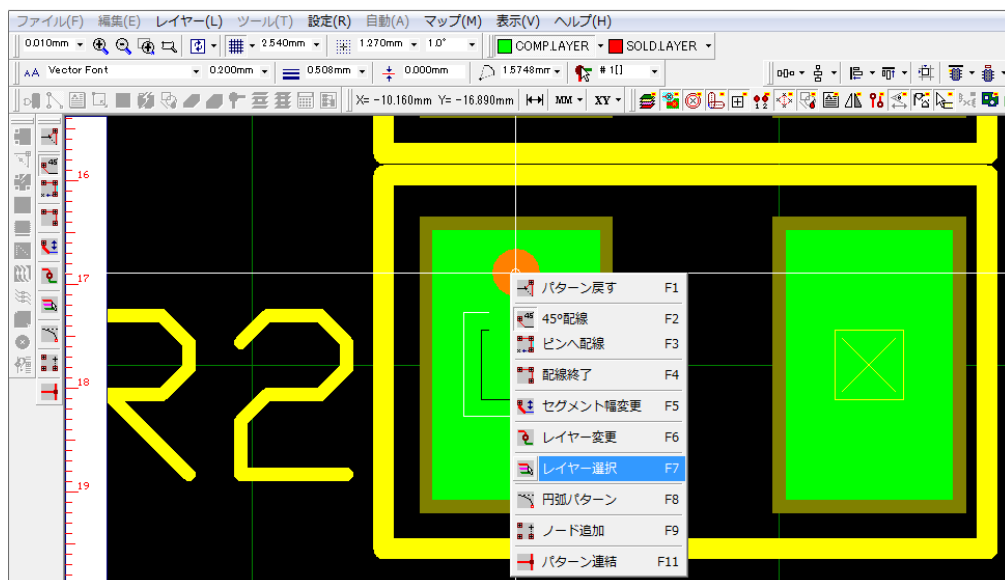 ファイル(F) 編集(E) レイヤー(L) ツール(T) 設定(R) 自動(A) マップ(M) 表示(V) ヘルプ(H)
0.010mm 2.540mm 1.270mm 1.0° COMP.LAYER SOLD.LAYER
AA Vector Font 0.200mm 0.508mm 0.000mm 1.5748mm # 1[]
X= -10.160mm Y= -16.890mm MM XY
16
17
18
19
R2
パターン戻す F1
45°配線 F2
ピンへ配線 F3
配線終了 F4
セグメント幅変更 F5
レイヤー変更 F6
レイヤー選択 F7
円弧パターン F8
ノード追加 F9
パターン連結 F11